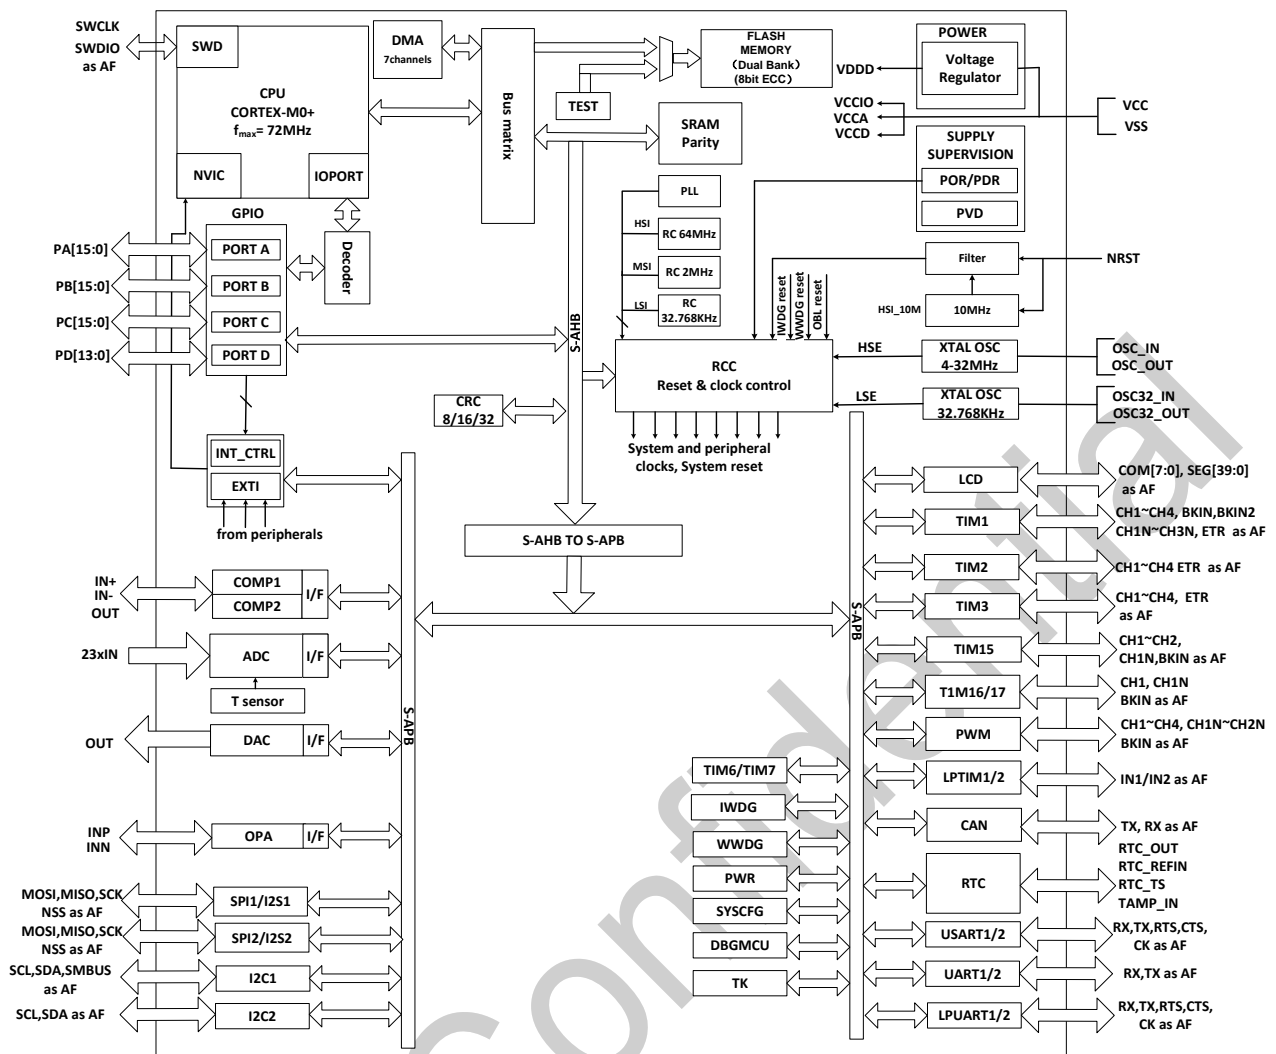 SWCLK
SWDIO
as AF
SWD
CPU
CORTEX-M0+
fmax= 72MHz
NVIC
IOPORT
DMA
7channels
Bus matrix
FLASH
MEMORY
(Dual Bank)
(8bit ECC)
TEST
SRAM
Parity
POWER
Voltage
Regulator
VDDD
VCCIO
VCCA
VCCD
VCC
VSS
SUPPLY
SUPERVISION
POR/PDR
PVD
GPIO
PORT A
PORT B
PORT C
PORT D
PA[15:0]
PB[15:0]
PC[15:0]
PD[13:0]
Decoder
S-AHB
PLL
HSI
RC 64MHz
MSI
RC 2MHz
LSI
RC
32.768KHz
IWDG reset
WWDG reset
OBL reset
Filter
NRST
HSI_10M
10MHz
RCC
Reset & clock control
HSE
XTAL OSC
4-32MHz
OSC_IN
OSC_OUT
LSE
XTAL OSC
32.768KHz
OSC32_IN
OSC32_OUT
CRC
8/16/32
System and peripheral
clocks, System reset
INT_CTRL
EXTI
from peripherals
S-AHB TO S-APB
S-APB
S-APB
IN+
IN-
OUT
COMP1
COMP2
I/F
23xIN
ADC
I/F
T sensor
OUT
DAC
I/F
INP
INN
OPA
I/F
MOSI,MISO,SCK
NSS as AF
SPI1/I2S1
MOSI,MISO,SCK
NSS as AF
SPI2/I2S2
SCL,SDA,SMBUS
as AF
I2C1
SCL,SDA as AF
I2C2
TIM6/TIM7
IWDG
WWDG
PWR
SYSCFG
DBGMCU
TK
LCD
COM[7:0], SEG[39:0]
as AF
TIM1
CH1~CH4, BKIN,BKIN2
CH1N~CH3N, ETR as AF
TIM2
CH1~CH4 ETR as AF
TIM3
CH1~CH4, ETR
as AF
TIM15
CH1~CH2,
CH1N,BKIN as AF
T1M16/17
CH1, CH1N
BKIN as AF
PWM
CH1~CH4, CH1N~CH2N
BKIN as AF
LPTIM1/2
IN1/IN2 as AF
CAN
TX, RX as AF
RTC
RTC_OUT
RTC_REFIN
RTC_TS
TAMP_IN
USART1/2
RX,TX,RTS,CTS,
CK as AF
UART1/2
RX,TX as AF
LPUART1/2
RX,TX,RTS,CTS,
CK as AF
Confidential